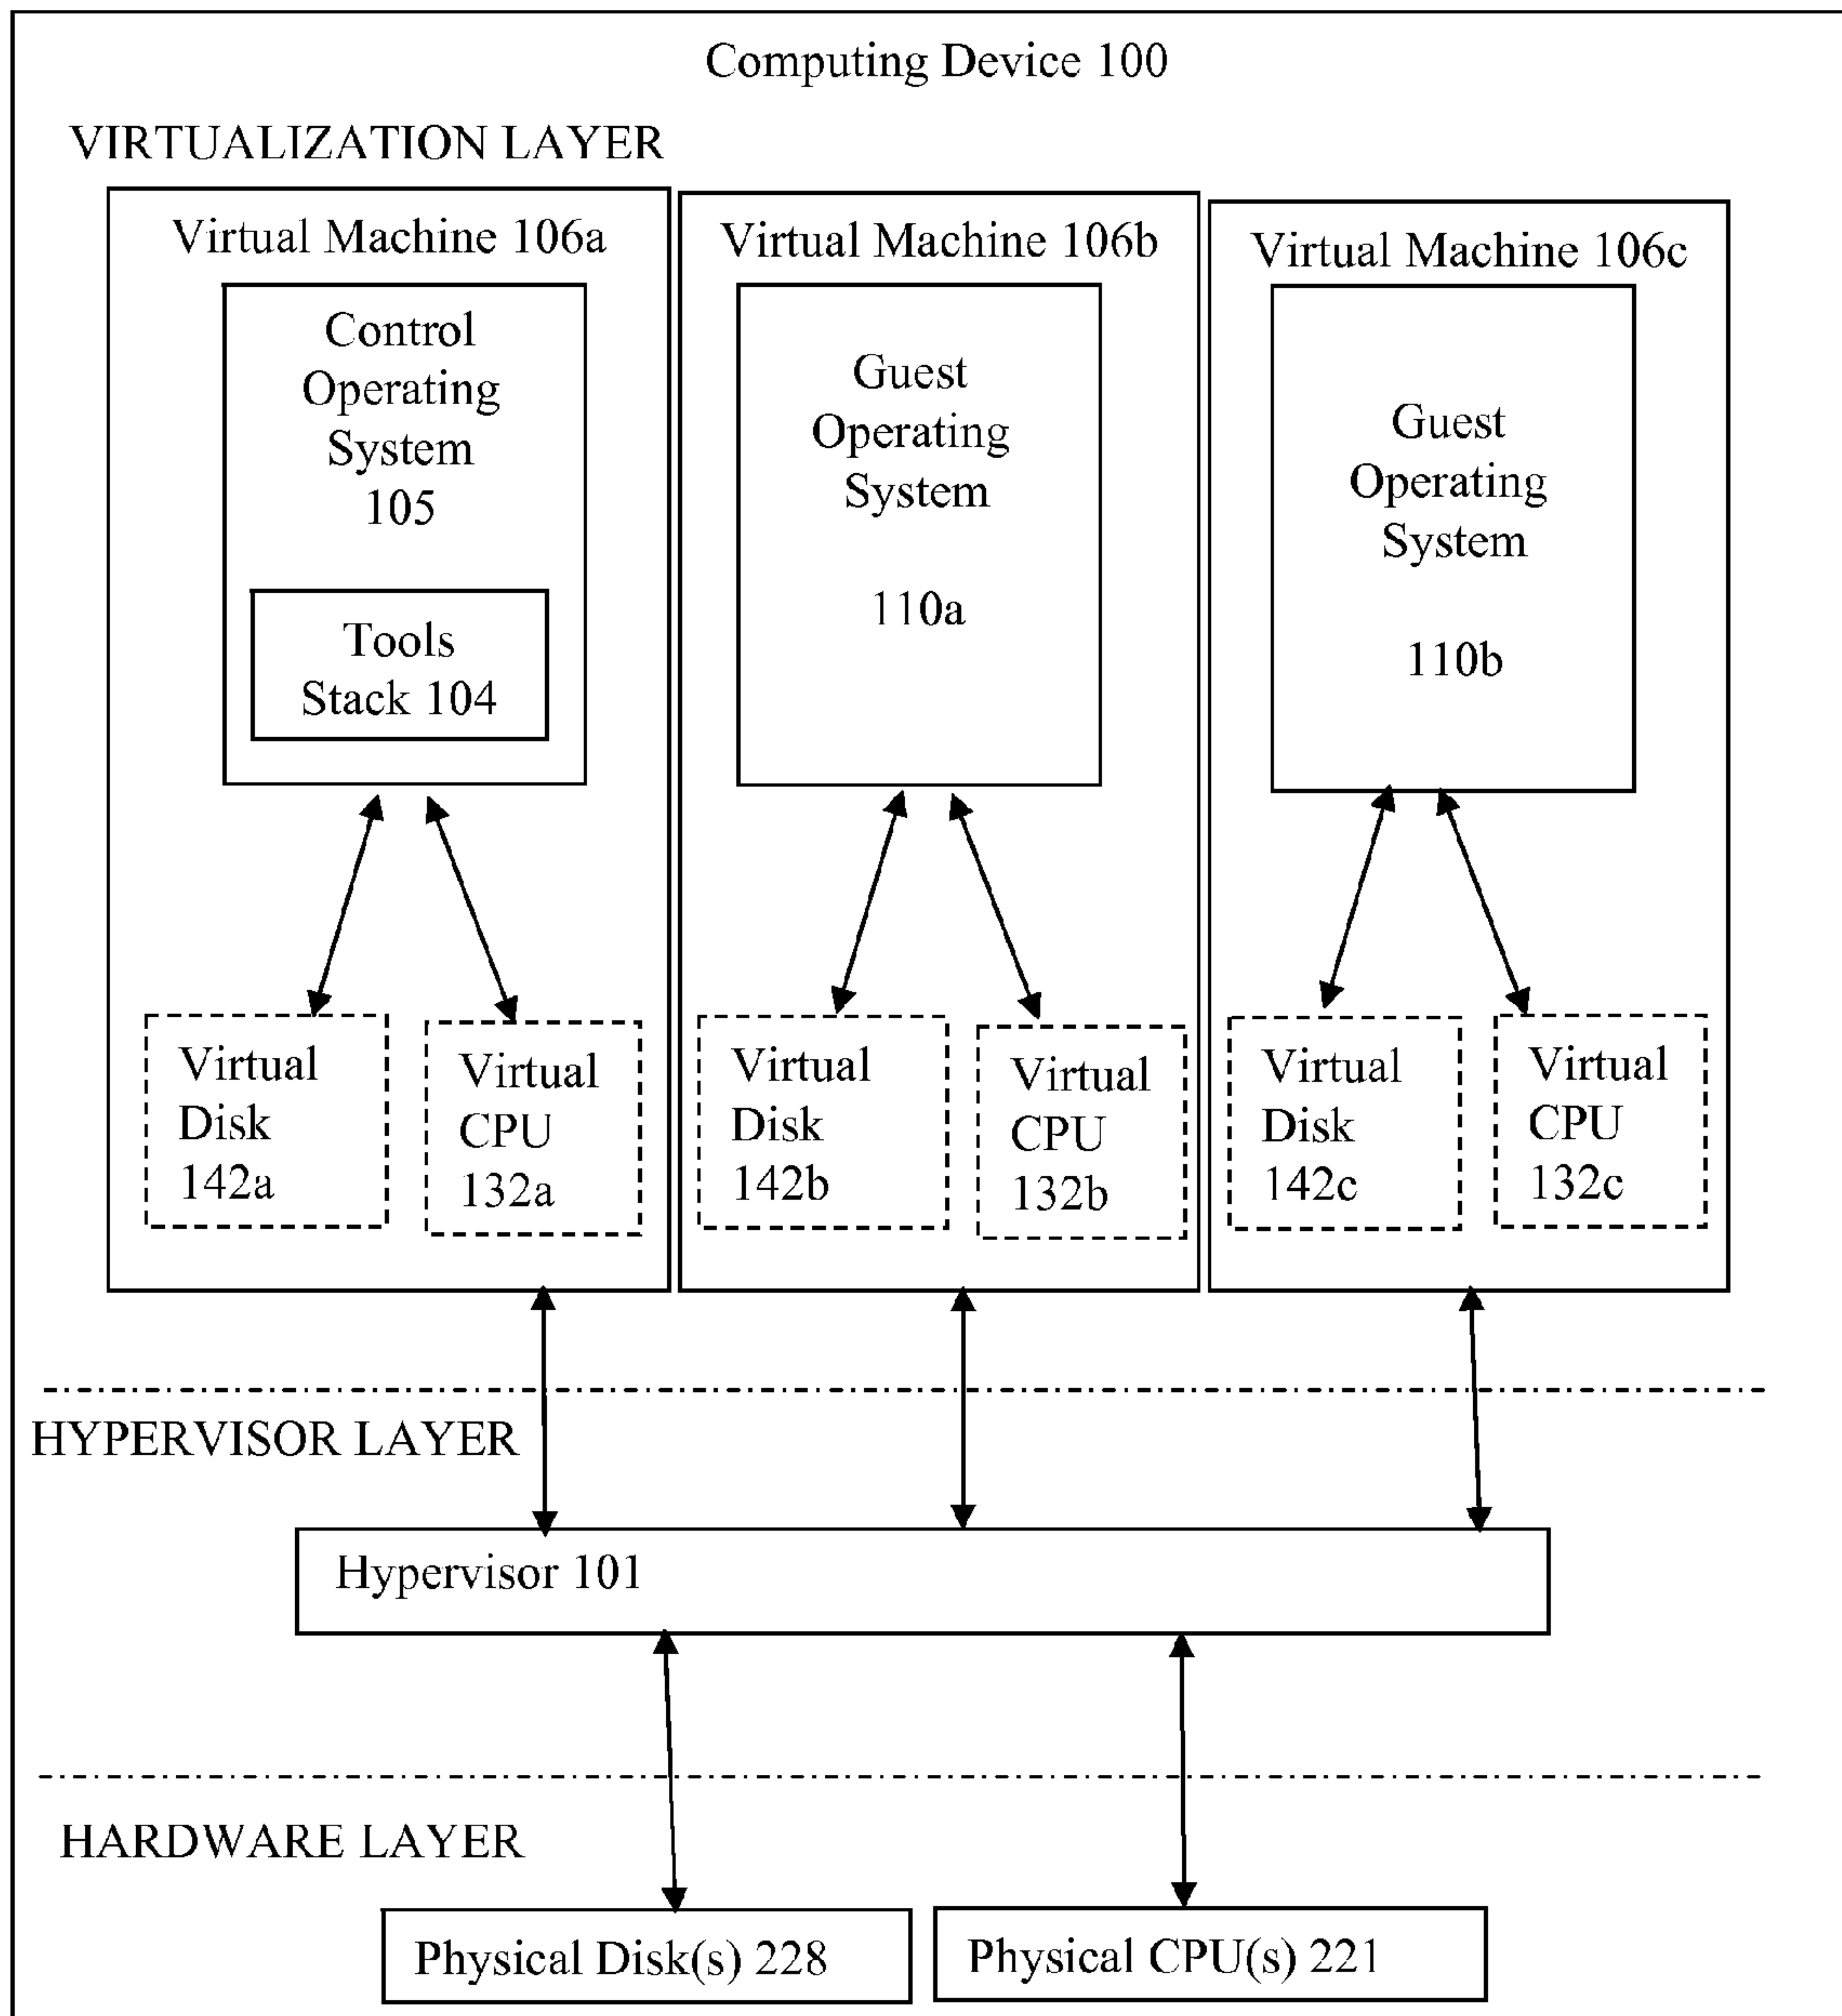 Computing Device 100
VIRTUALIZATION LAYER
Virtual Machine 106a
Control
Operating
System
105
Tools
Stack 104
Virtual
Disk
142a
Virtual
CPU
132a
Virtual Machine 106b
Guest
Operating
System
110a
Virtual
Disk
142b
Virtual
CPU
132b
Virtual Machine 106c
Guest
Operating
System
110b
Virtual
Disk
142c
Virtual
CPU
132c
HYPERVISOR LAYER
Hypervisor 101
HARDWARE LAYER
Physical Disk(s) 228
Physical CPU(s) 221